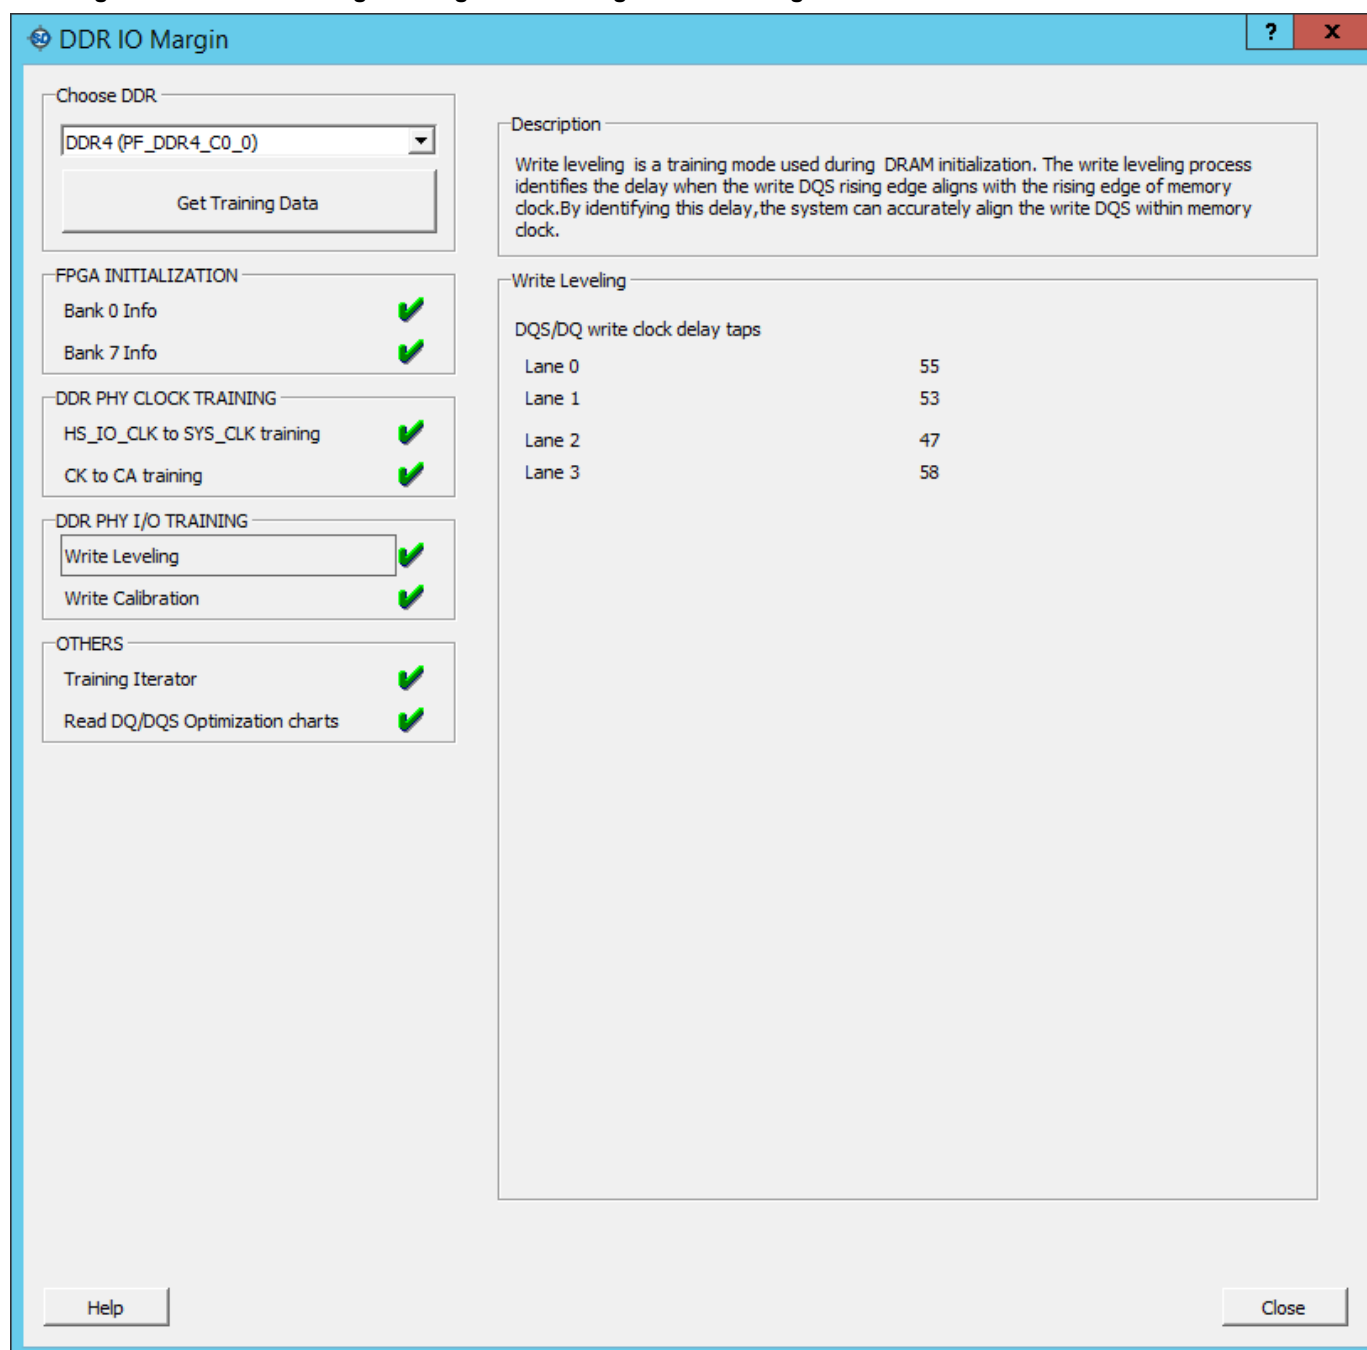 DDR IO Margin
?
x
Choose DDR
DDR4 (PF_DDR4_C0_0)
Get Training Data
FPGA INITIALIZATION
Bank 0 Info
Bank 7 Info
DDR PHY CLOCK TRAINING
HS_IO_CLK to SYS_CLK training
CK to CA training
DDR PHY I/O TRAINING
Write Leveling
Write Calibration
OTHERS
Training Iterator
Read DQ/DQS Optimization charts
Description
Write leveling  is a training mode used during  DRAM initialization. The write leveling process
identifies the delay when the write DQS rising edge aligns with the rising edge of memory
clock.By identifying this delay,the system can accurately align the write DQS within memory
clock.
Write Leveling
DQS/DQ write clock delay taps
Lane 0 55
Lane 1 53
Lane 2 47
Lane 3 58
Help
Close